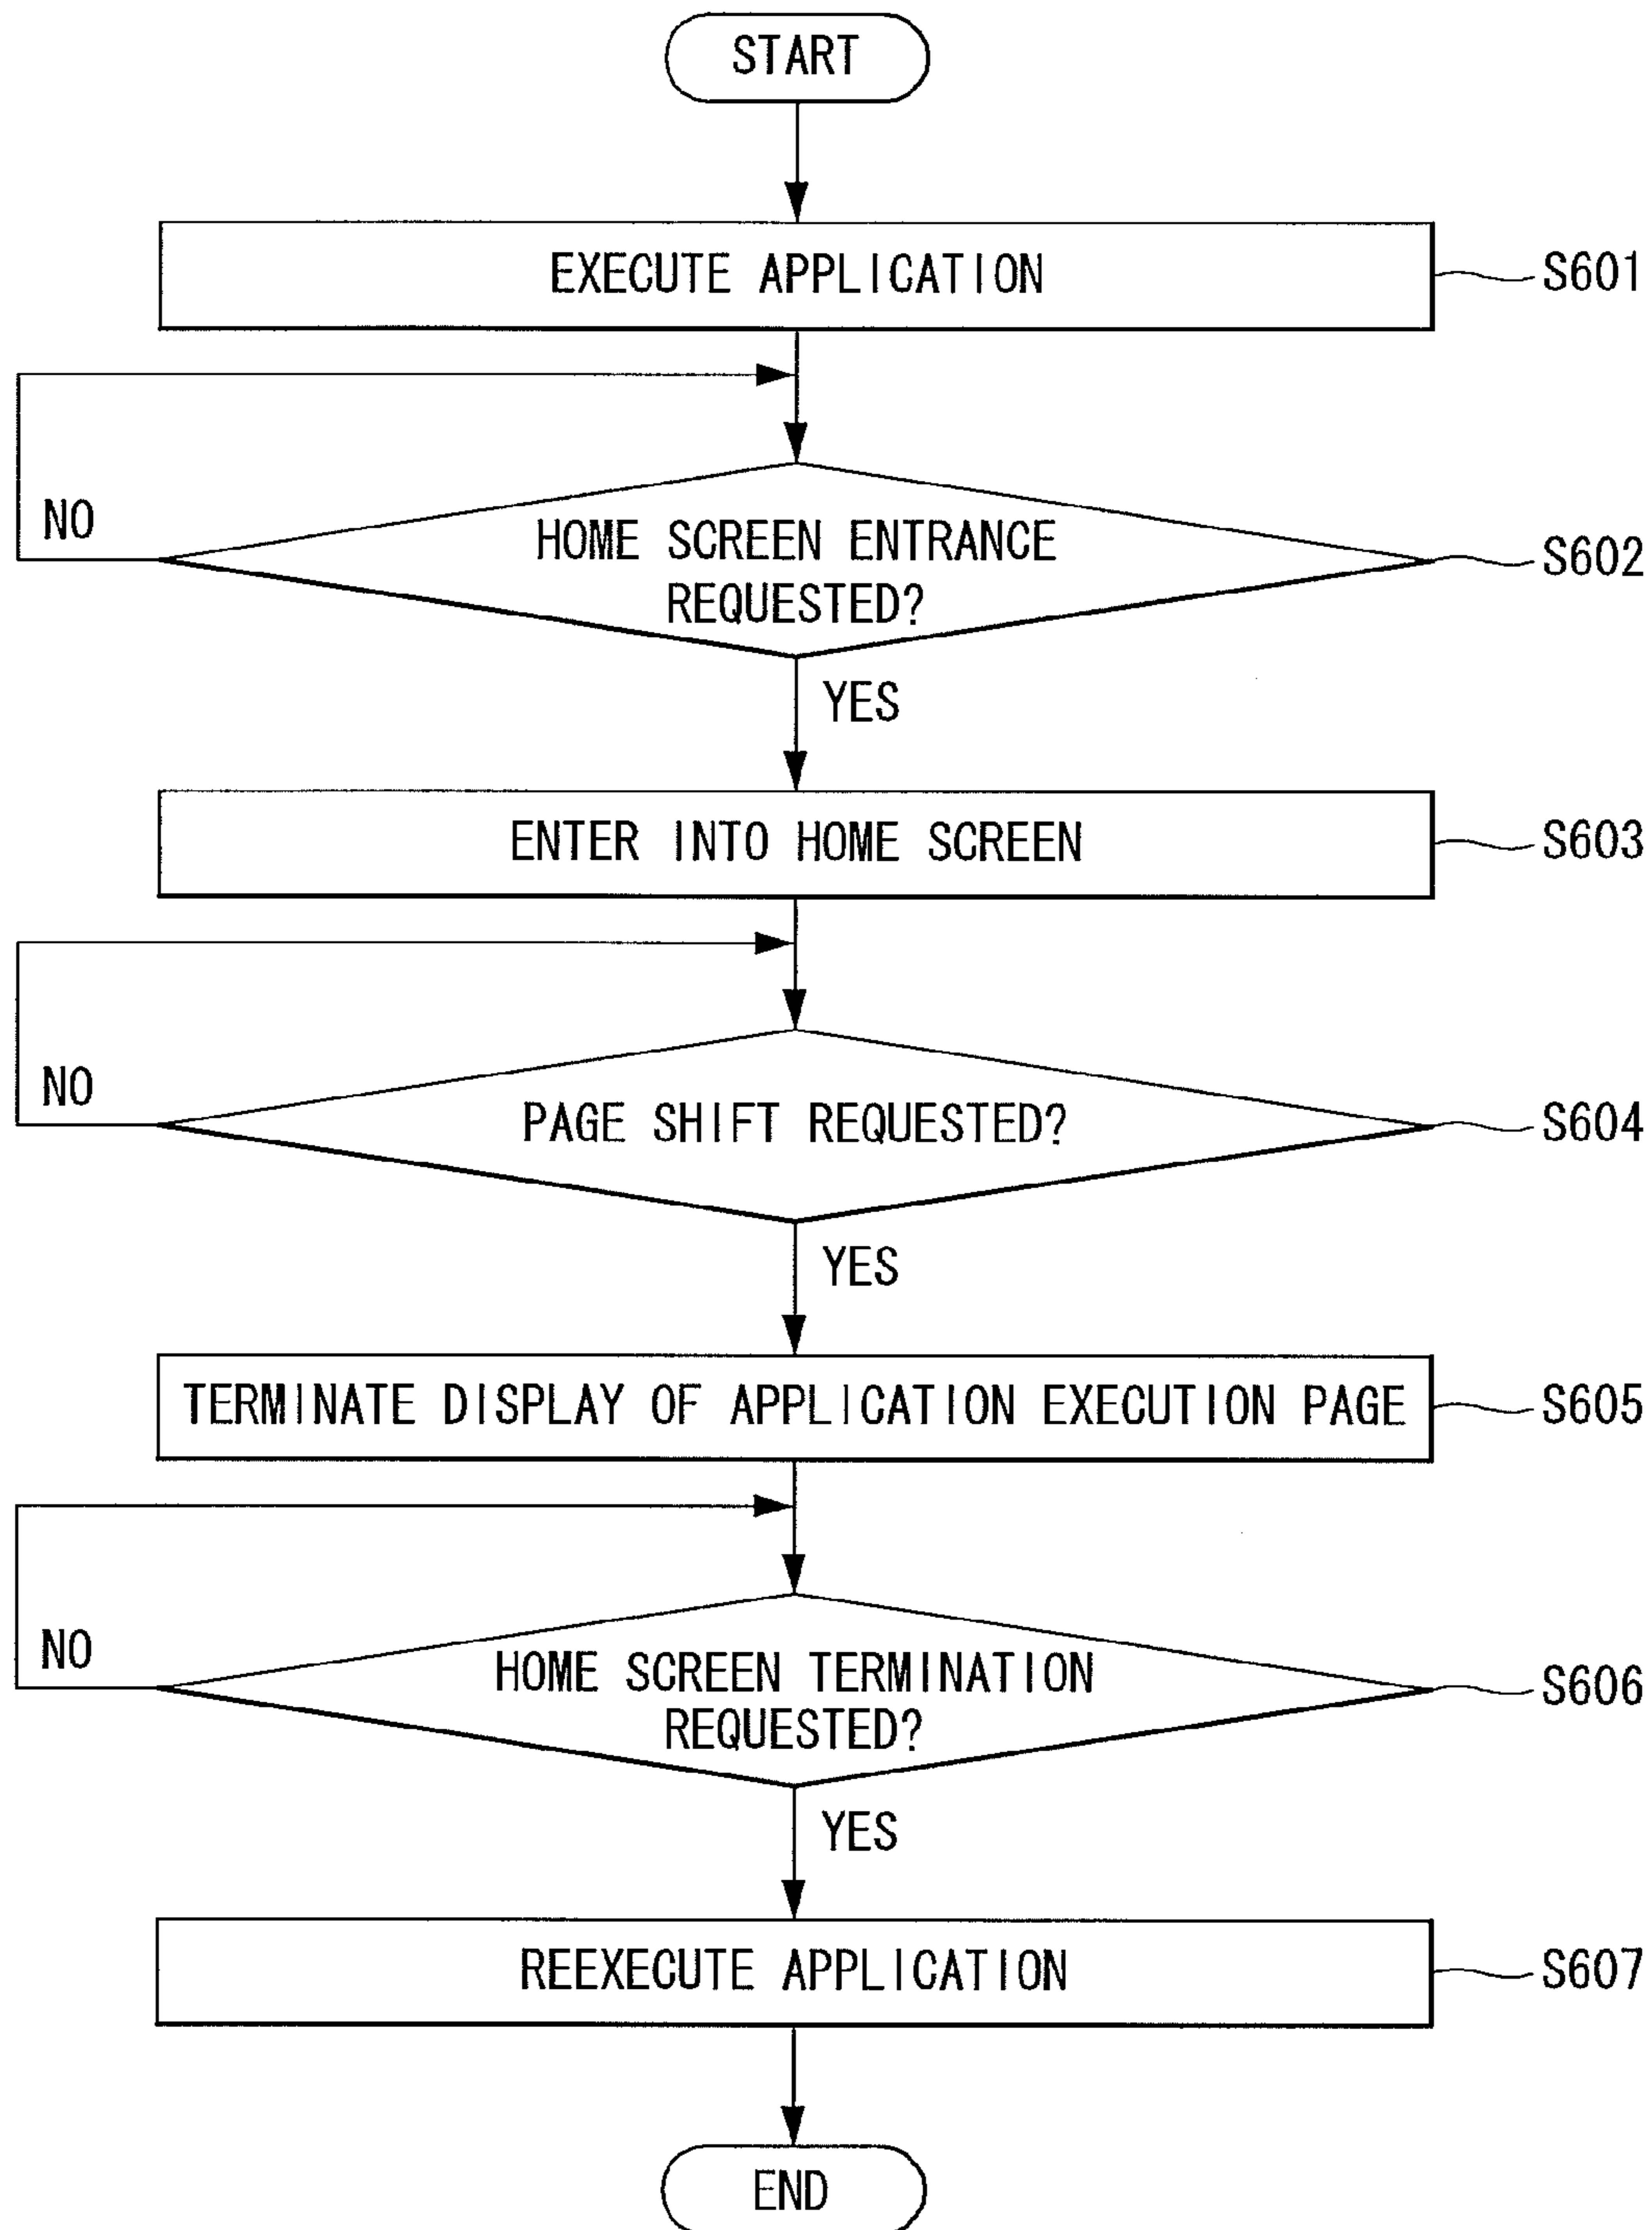 START
EXECUTE APPLICATION
S601
NO
HOME SCREEN ENTRANCE
REQUESTED?
S602
YES
ENTER INTO HOME SCREEN
S603
NO
PAGE SHIFT REQUESTED?
S604
YES
TERMINATE DISPLAY OF APPLICATION EXECUTION PAGE
S605
NO
HOME SCREEN TERMINATION
REQUESTED?
S606
YES
REEXECUTE APPLICATION
S607
END